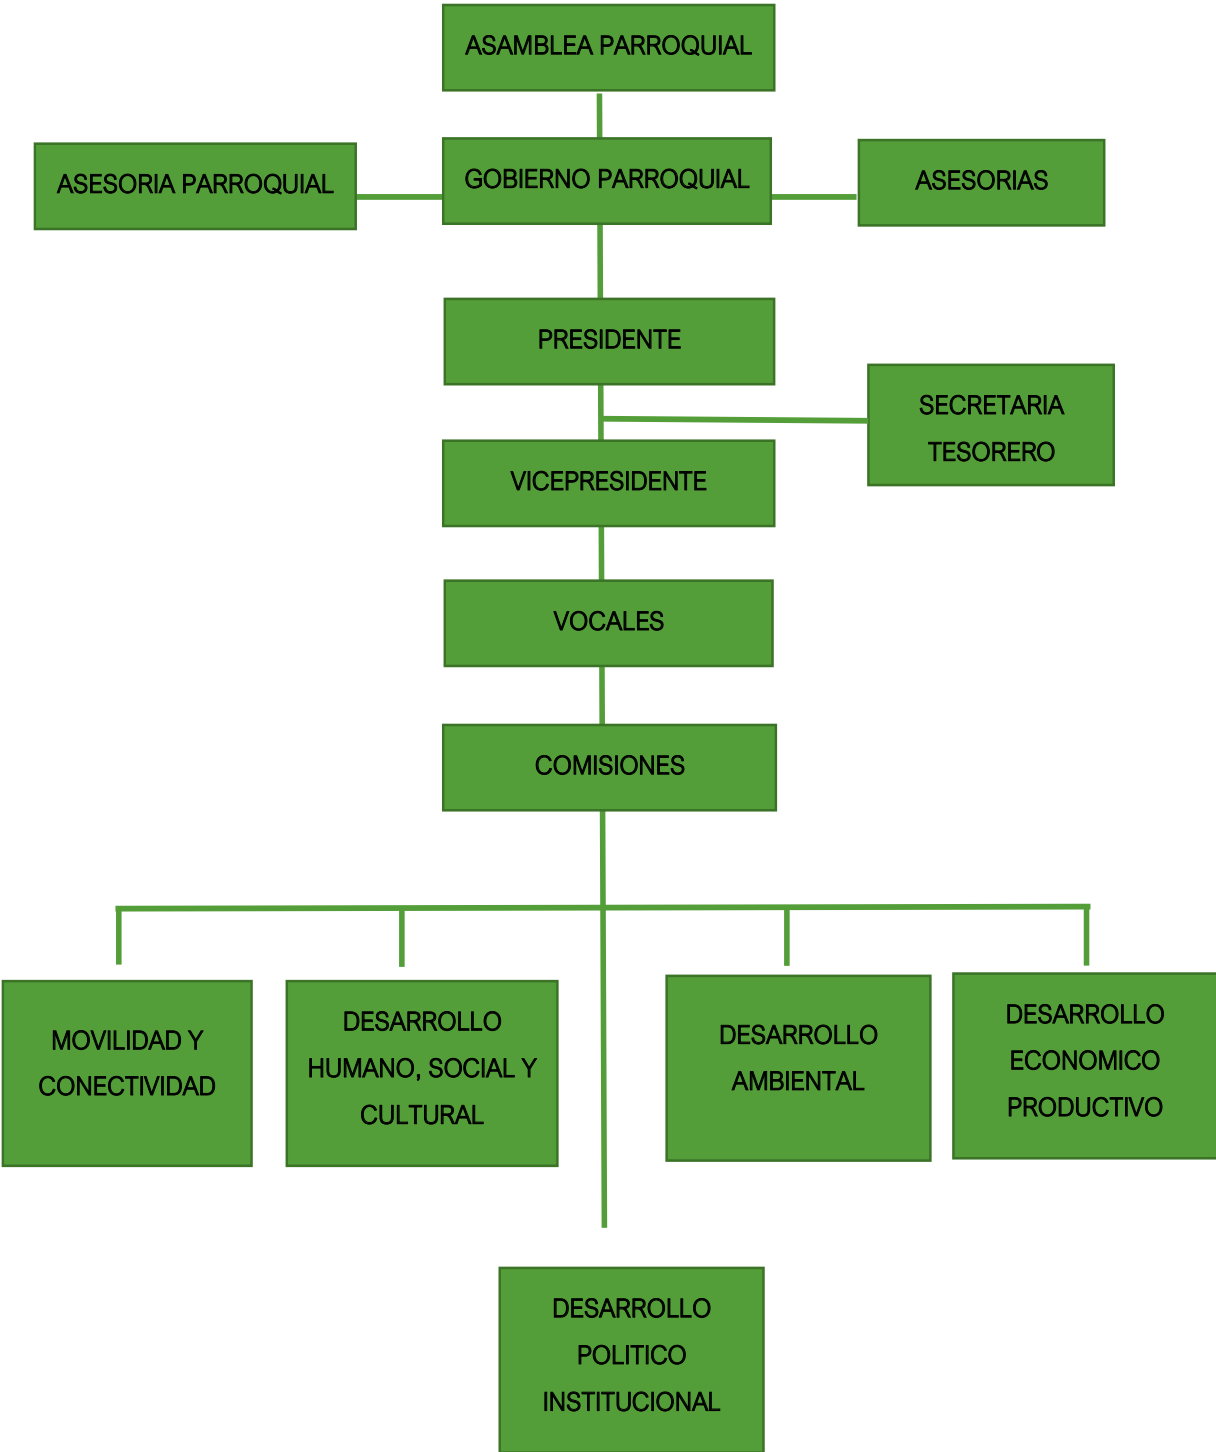 ASAMBLEA PARROQUIAL
ASESORIA PARROQUIAL
GOBIERNO PARROQUIAL
ASESORIAS
PRESIDENTE
SECRETARIA
TESORERO
VICEPRESIDENTE
VOCALES
COMISIONES
MOVILIDAD Y
CONECTIVIDAD
DESARROLLO
HUMANO, SOCIAL Y
CULTURAL
DESARROLLO
AMBIENTAL
DESARROLLO
ECONOMICO
PRODUCTIVO
DESARROLLO
POLITICO
INSTITUCIONAL